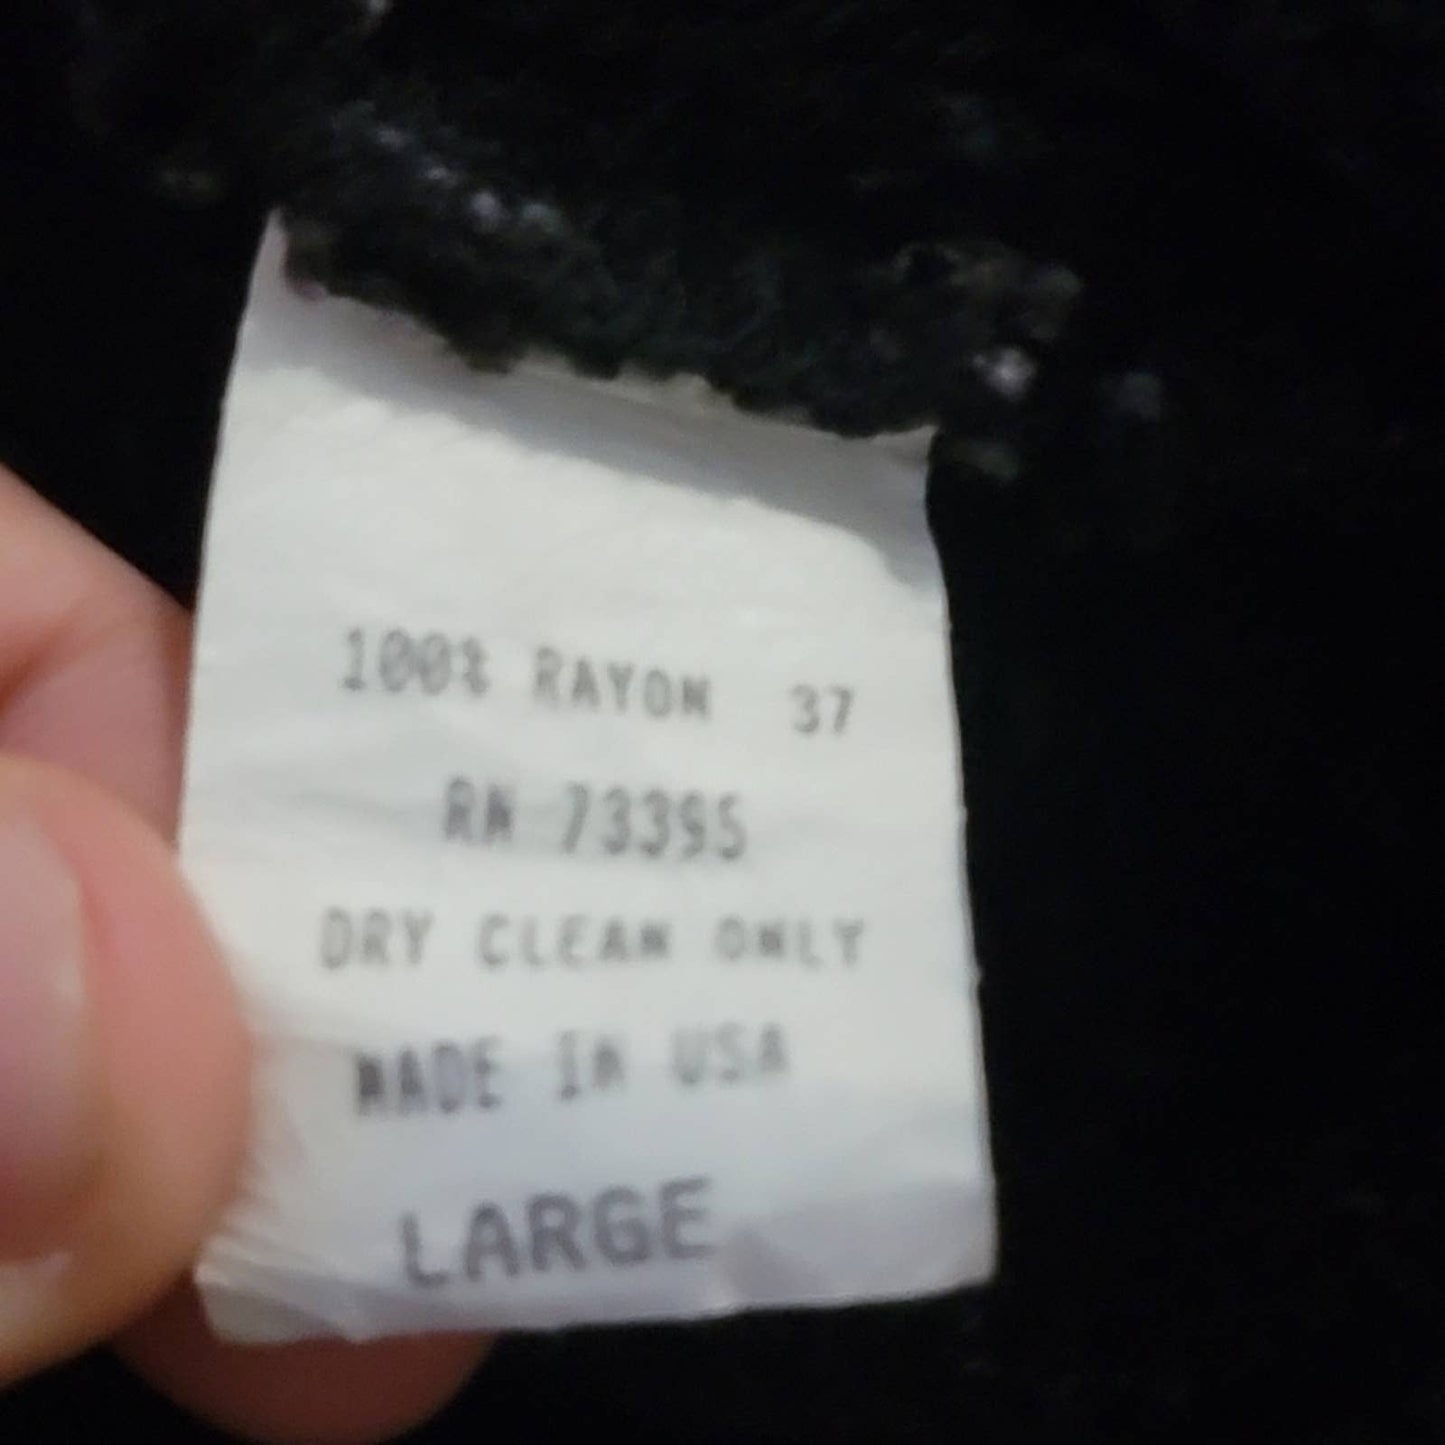 100% RAYON 37
RN 73395
DRY CLEAN ONLY
MADE IN USA
LARGE